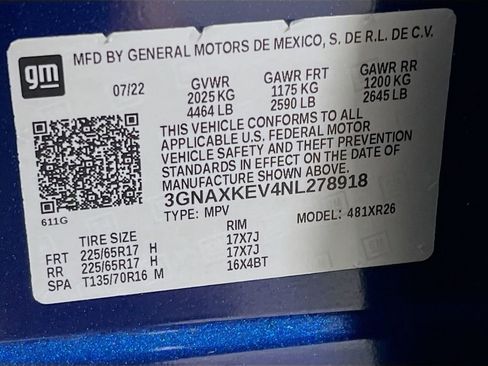 gm
MFD BY GENERAL MOTORS DE MEXICO, S. DE R.L. DE C.V.
07/22 GVWR GAWR FRT GAWR RR
2025 KG 1175 KG 1200 KG
4464 LB 2590 LB 2645 LB
THIS VEHICLE CONFORMS TO ALL
APPLICABLE U.S. FEDERAL MOTOR
VEHICLE SAFETY AND THEFT PREVENTION
STANDARDS IN EFFECT ON THE DATE OF
MANUFACTURE SHOWN ABOVE.
3GNAXKEV4NL278918
611G
TYPE: MPV MODEL: 481XR26
TIRE SIZE RIM
FRT 225/65R17 H 17X7J
RR 225/65R17 H 17X7J
SPA T135/70R16 M 16X4BT